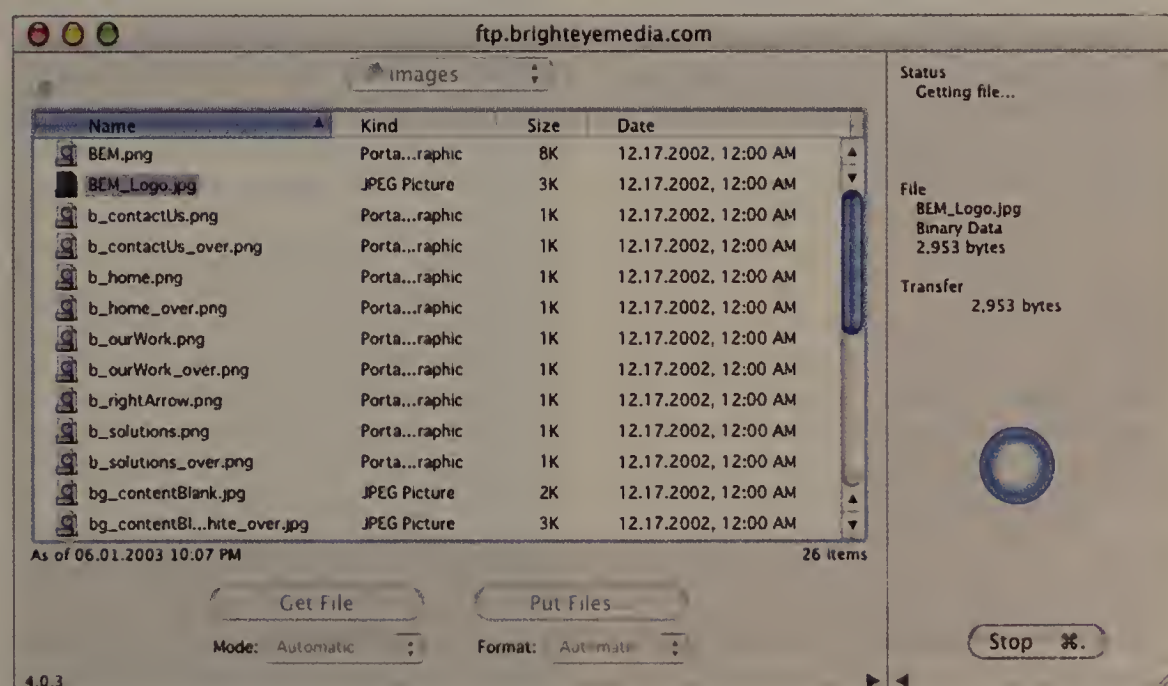 ftp.brighteyemedia.com
images
Name Kind Size Date
BEM.png Porta...raphic 8K 12.17.2002, 12:00 AM
BEM_Logo.jpg JPEG Picture 3K 12.17.2002, 12:00 AM
b_contactUs.png Porta...raphic 1K 12.17.2002, 12:00 AM
b_contactUs_over.png Porta...raphic 1K 12.17.2002, 12:00 AM
b_home.png Porta...raphic 1K 12.17.2002, 12:00 AM
b_home_over.png Porta...raphic 1K 12.17.2002, 12:00 AM
b_ourWork.png Porta...raphic 1K 12.17.2002, 12:00 AM
b_ourWork_over.png Porta...raphic 1K 12.17.2002, 12:00 AM
b_rightArrow.png Porta...raphic 1K 12.17.2002, 12:00 AM
b_solutions.png Porta...raphic 1K 12.17.2002, 12:00 AM
b_solutions_over.png Porta...raphic 1K 12.17.2002, 12:00 AM
bg_contentBlank.jpg JPEG Picture 2K 12.17.2002, 12:00 AM
bg_contentBl...hite_over.jpg JPEG Picture 3K 12.17.2002, 12:00 AM
As of 06.01.2003 10:07 PM 26 items
Get File Put Files
Mode: Automatic Format: Automatic
4.0.3
Status
Getting file...
File
BEM_Logo.jpg
Binary Data
2,953 bytes
Transfer
2,953 bytes
Stop ⌘.